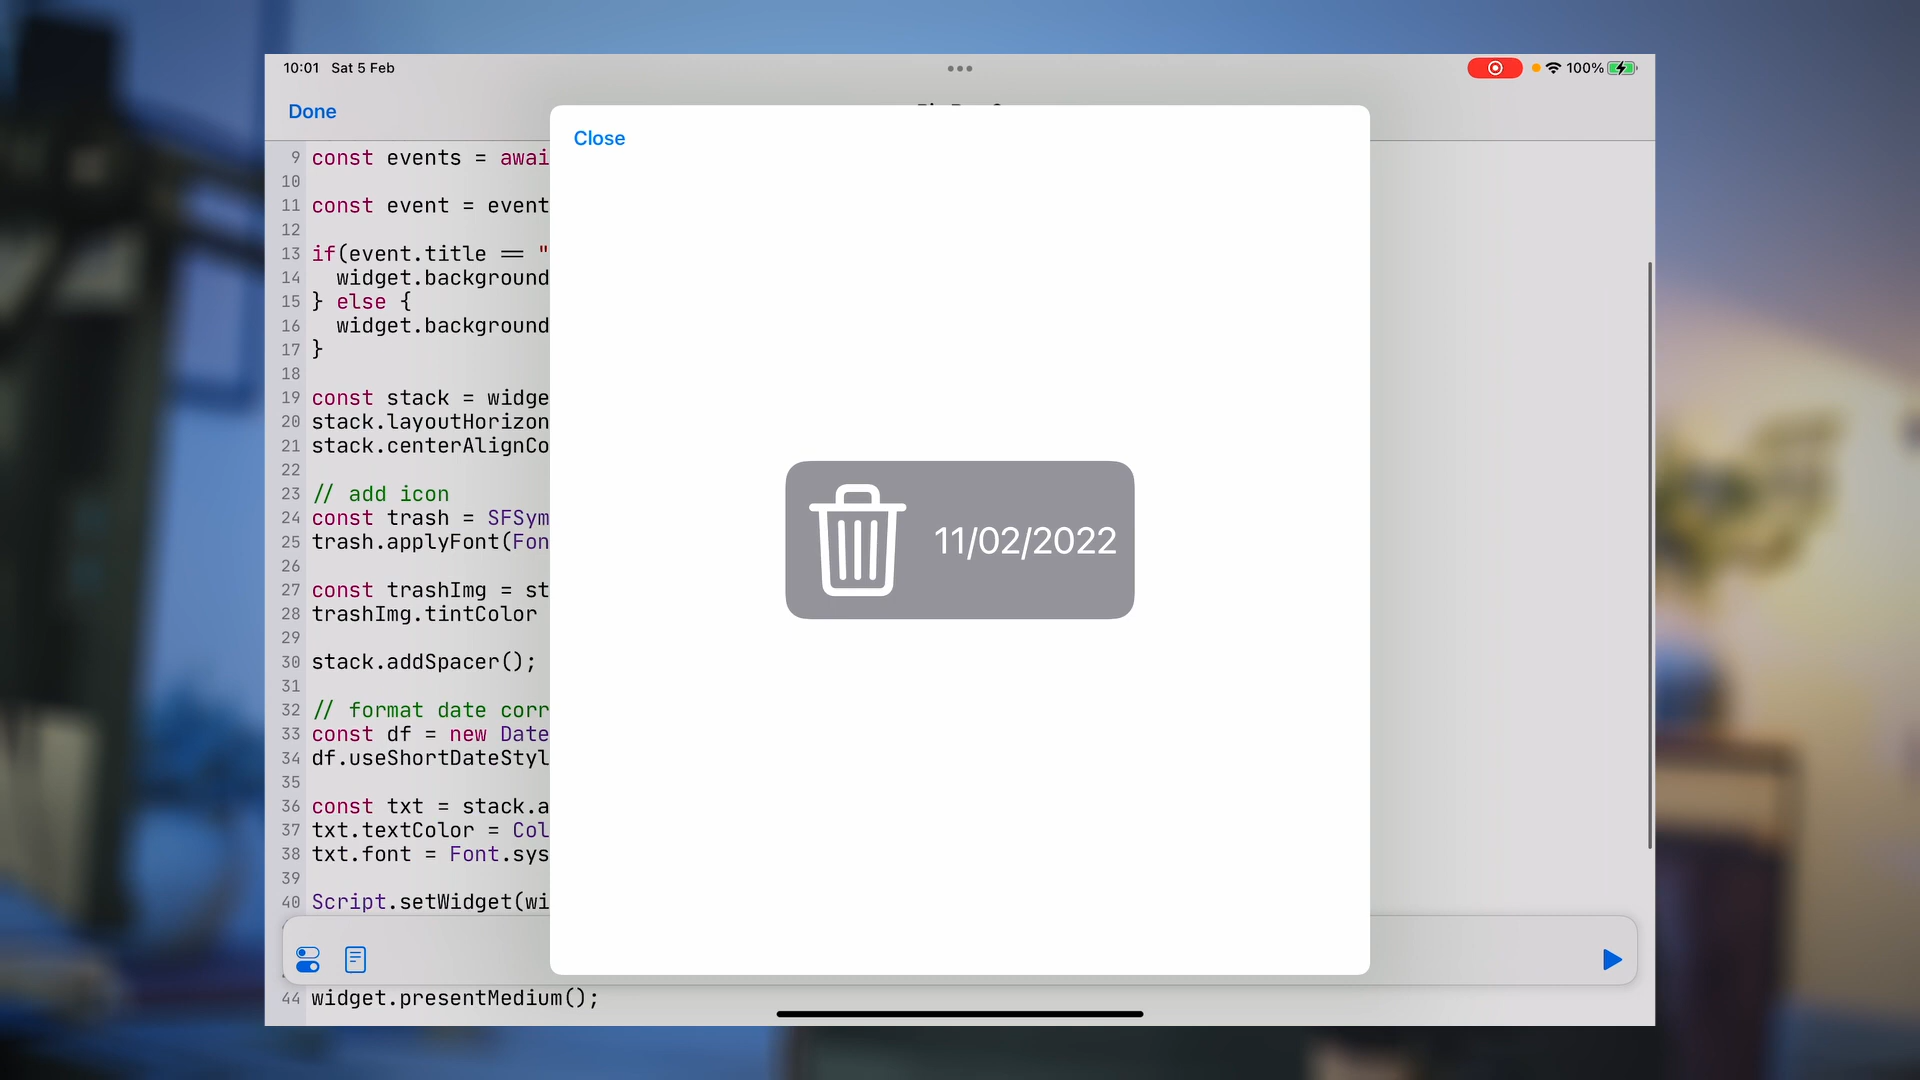 10:01 Sat 5 Feb
100%
Done
Close
9 const events = awai
10
11 const event = event
12
13 if(event.title == "
14 widget.background
15 } else {
16 widget.background
17 }
18
19 const stack = widge
20 stack.layoutHorizon
21 stack.centerAlignCo
22
23 // add icon
24 const trash = SFSym
25 trash.applyFont(Fon
26
27 const trashImg = st
28 trashImg.tintColor
29
30 stack.addSpacer();
31
32 // format date corr
33 const df = new Date
34 df.useShortDateStyl
35
36 const txt = stack.a
37 txt.textColor = Col
38 txt.font = Font.sys
39
40 Script.setWidget(wi
44 widget.presentMedium();
11/02/2022